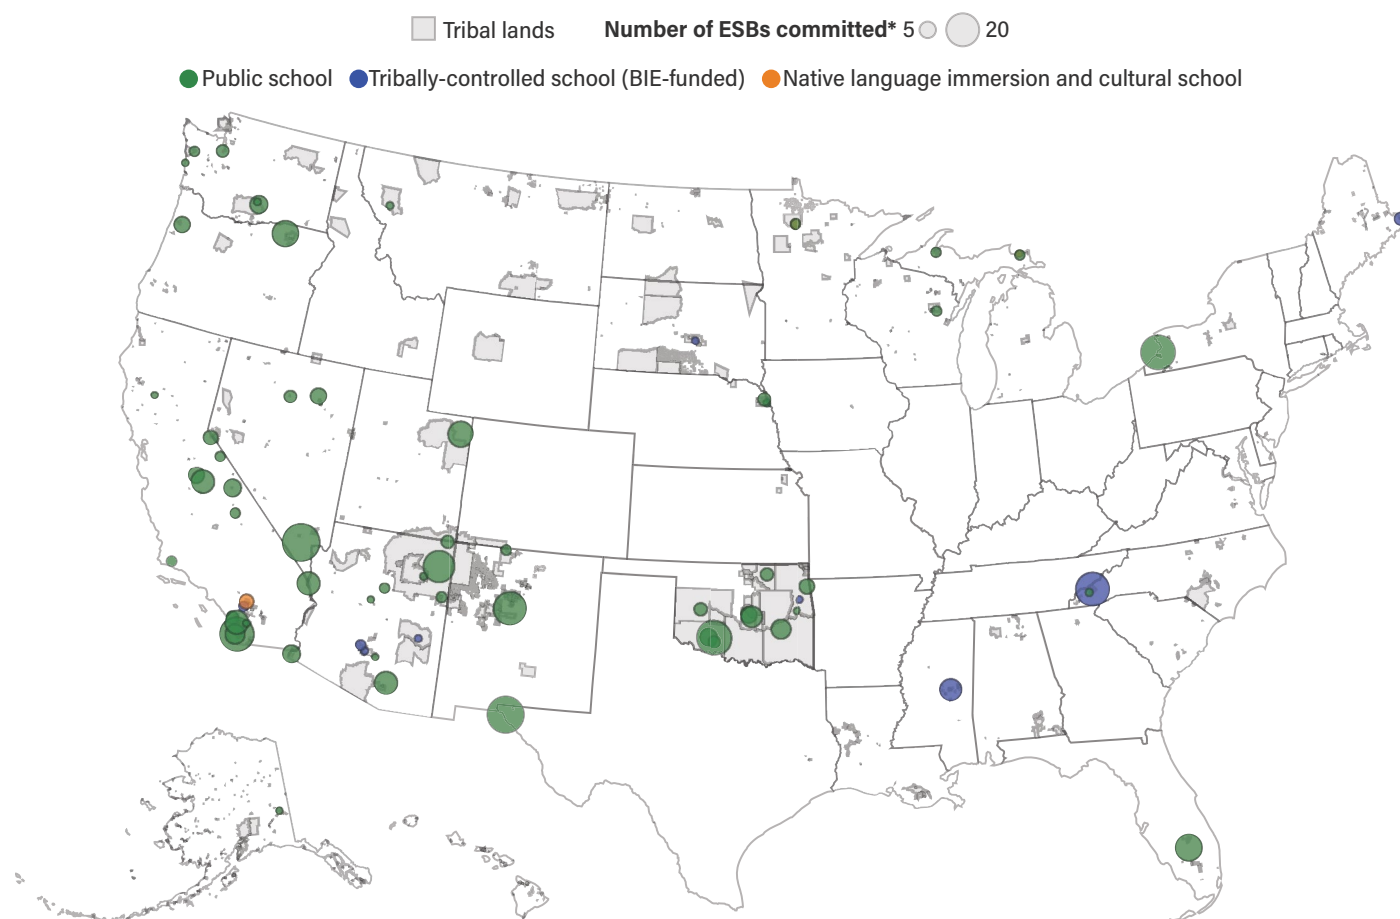 Tribal lands Number of ESBs committed* 5 20
Public school Tribally-controlled school (BIE-funded) Native language immersion and cultural school